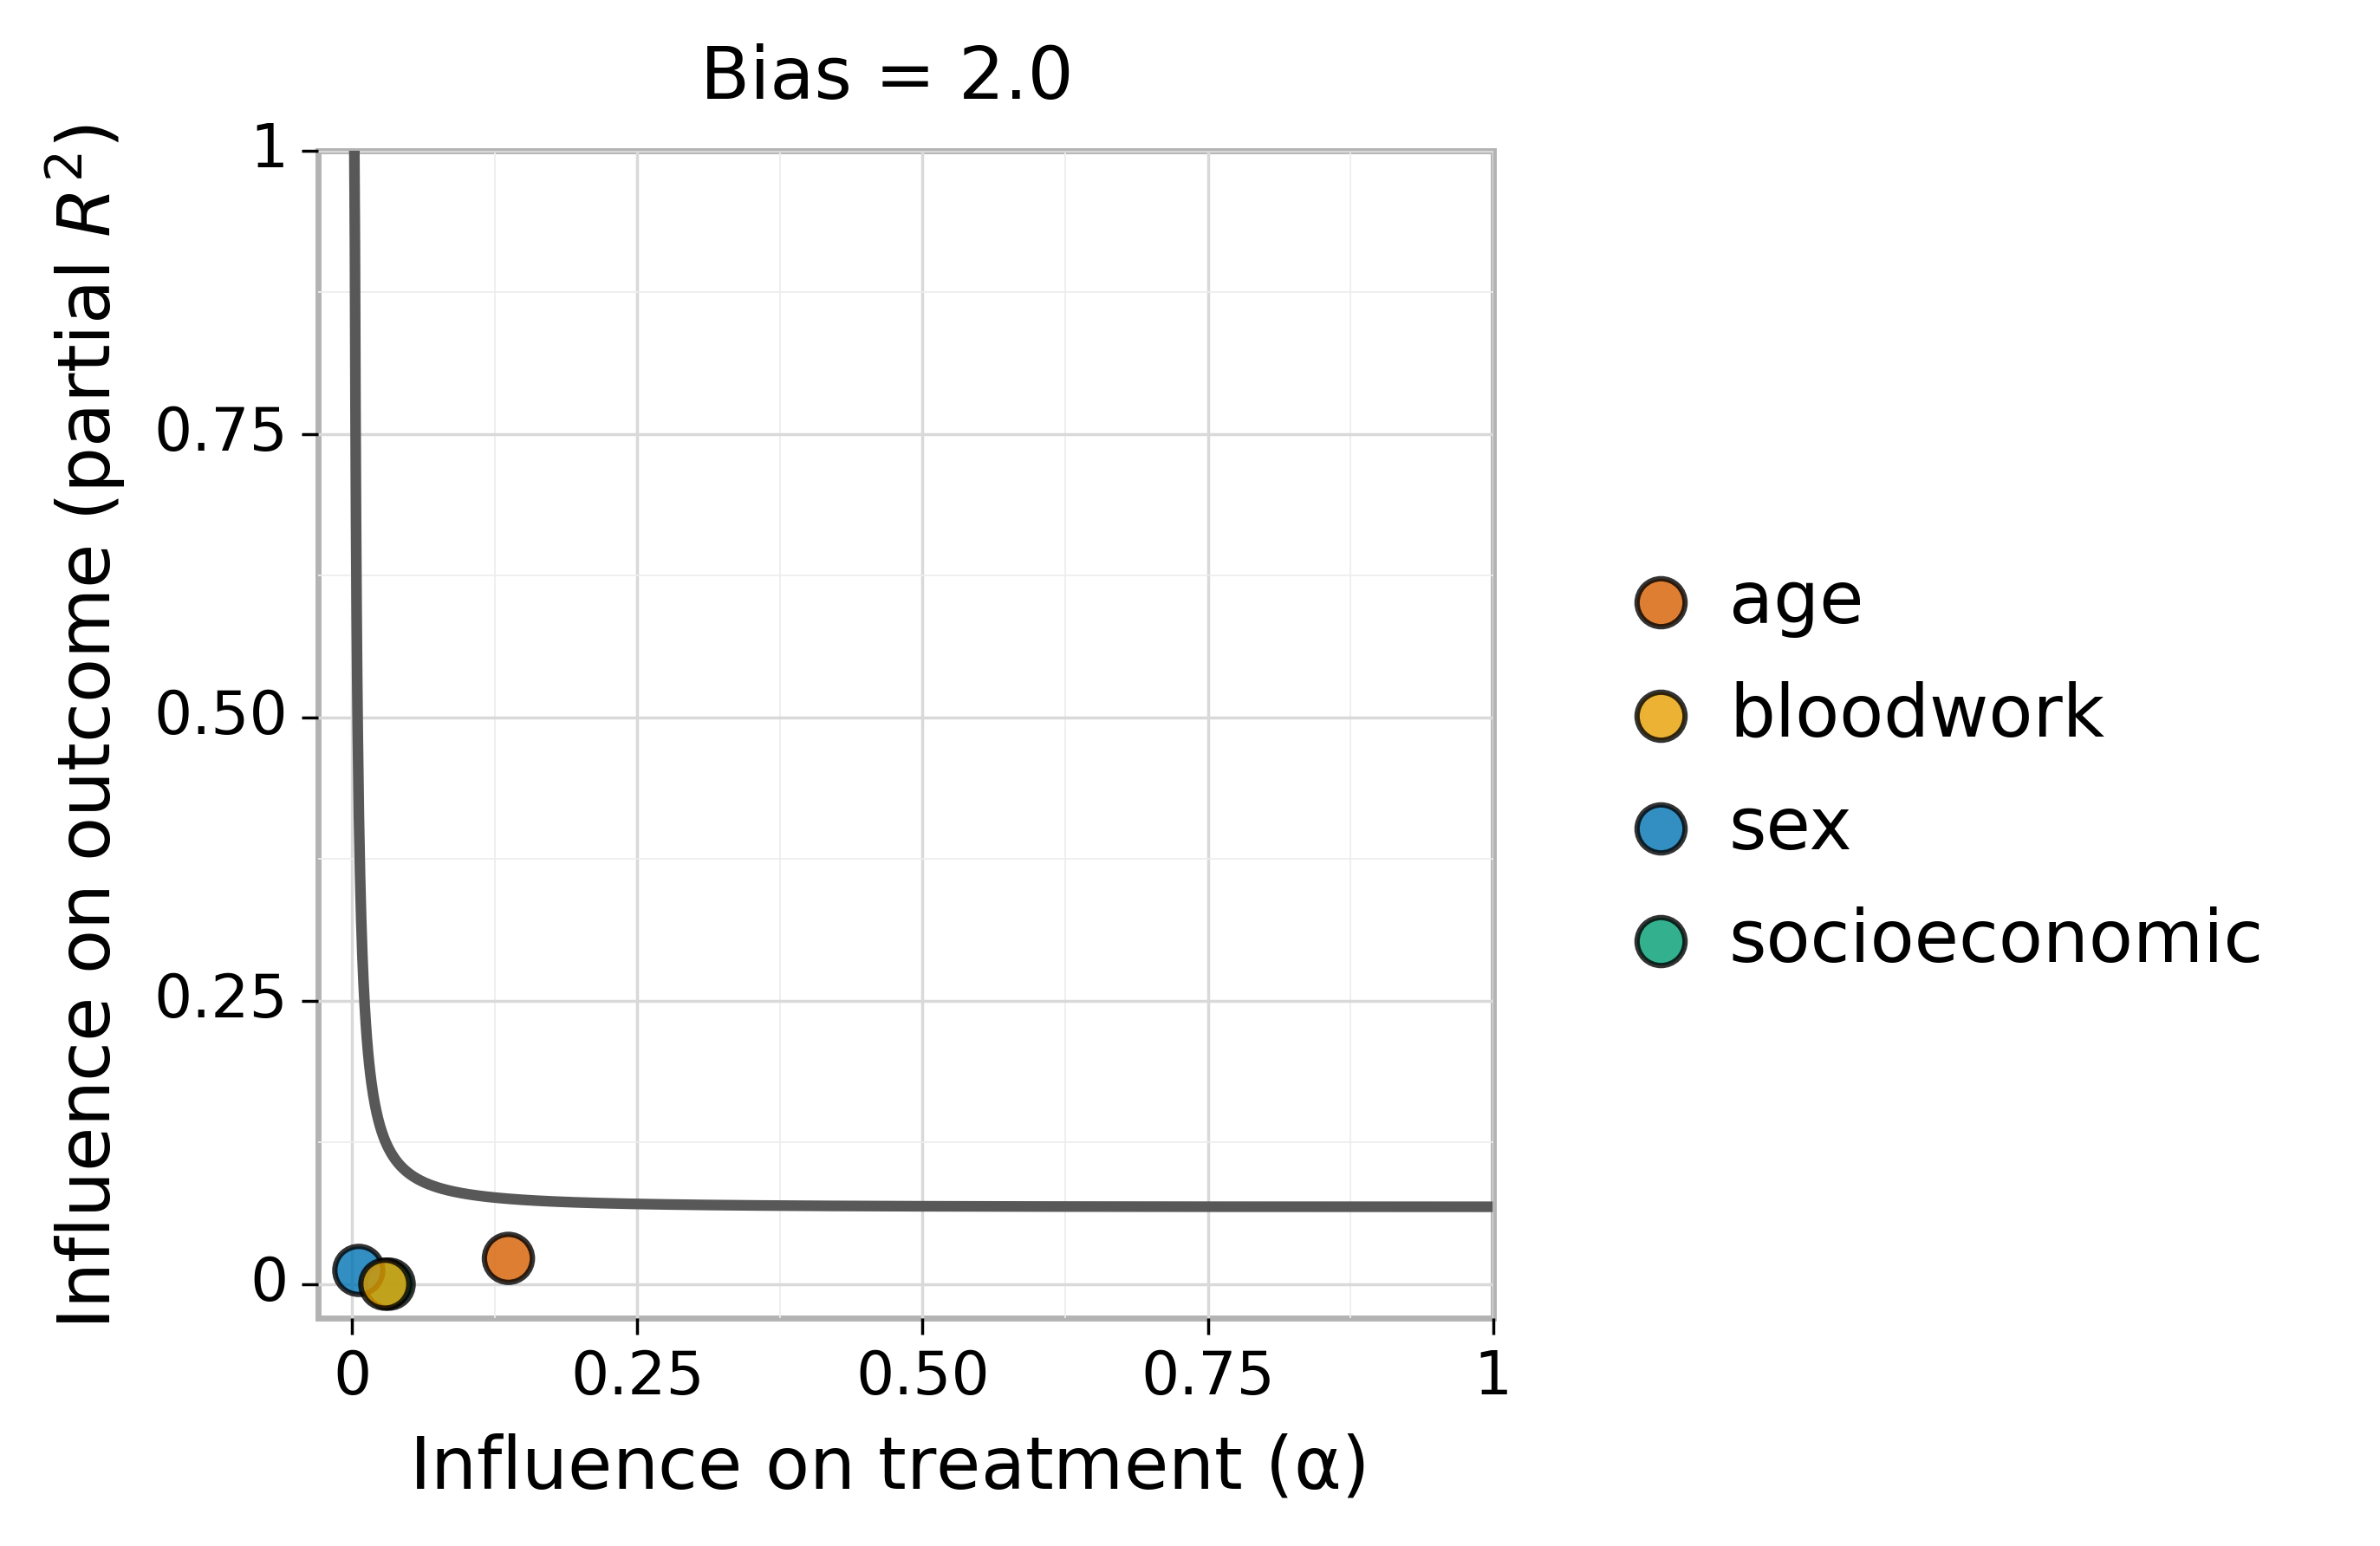 Bias = 2.0
Influence on outcome (partial R²)
1
0.75
0.50
0.25
0
0
0.25
0.50
0.75
1
Influence on treatment (α)
age
bloodwork
sex
socioeconomic